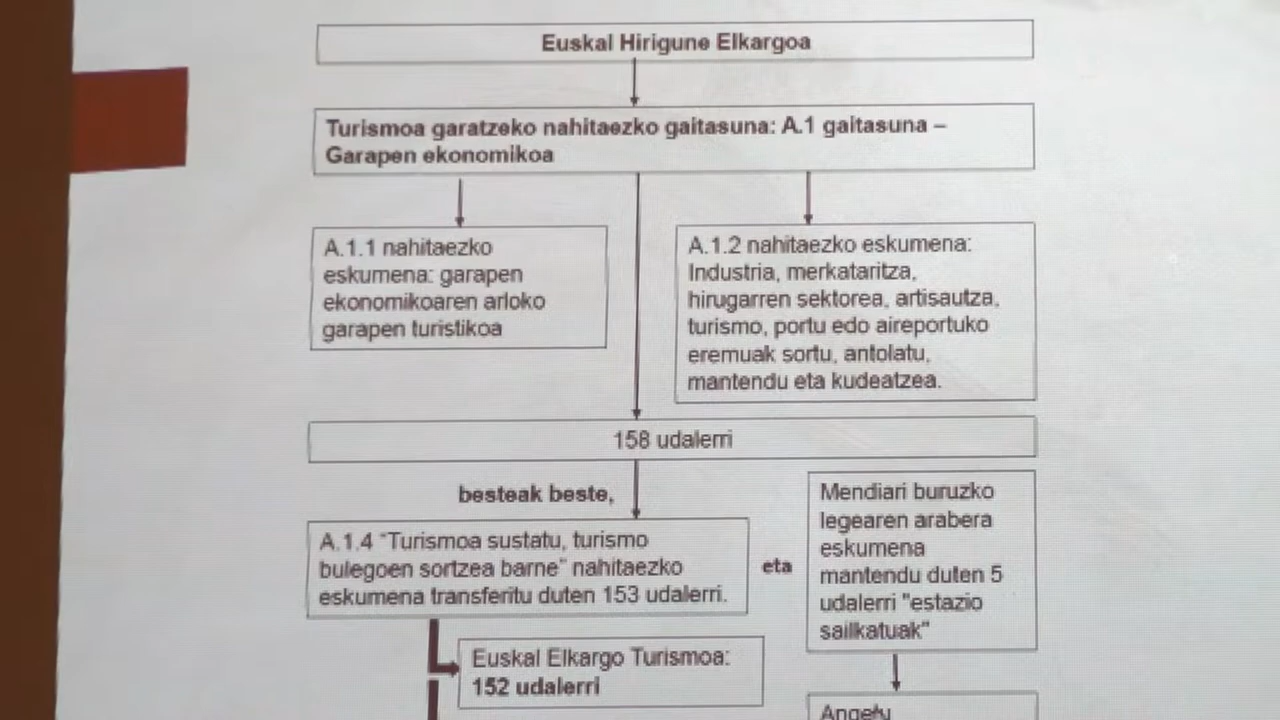 Euskal Hirigune Elkargoa
Turismoa garatzeko nahitaezko gaitasuna: A.1 gaitasuna –
Garapen ekonomikoa
A.1.1 nahitaezko
eskumena: garapen
ekonomikoaren arloko
garapen turistikoa
A.1.2 nahitaezko eskumena:
Industria, merkataritza,
hirugarren sektorea, artisautza,
turismo, portu edo aireportuko
eremuak sortu, antolatu,
mantendu eta kudeatzea.
158 udalerri
besteak beste,
A.1.4 "Turismoa sustatu, turismo
bulegoen sortzea barne" nahitaezko
eskumena transferitu duten 153 udalerri.
eta
Mendiari buruzko
legearen arabera
eskumena
mantendu duten 5
udalerri "estazio
sailkatuak"
Euskal Elkargo Turismoa:
152 udalerri
Angelu